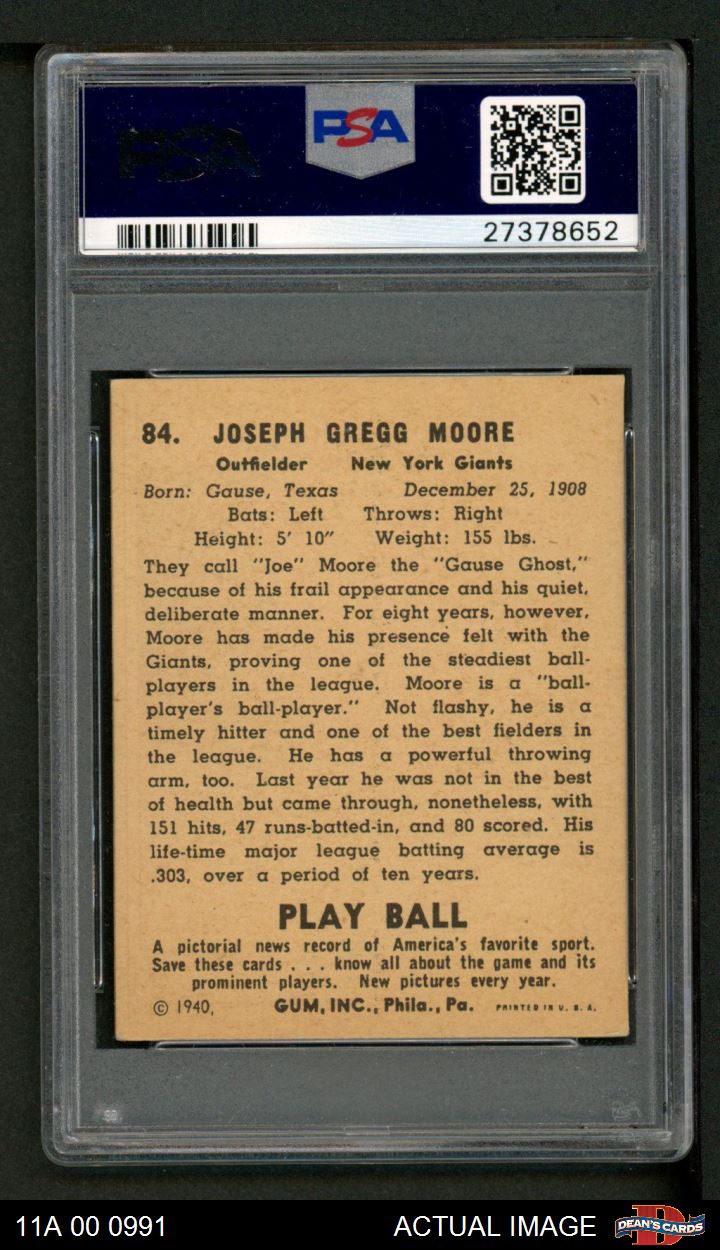 PSA
PSA
27378652
84. JOSEPH GREGG MOORE
Outfielder New York Giants
Born: Gause, Texas December 25, 1908
Bats: Left Throws: Right
Height: 5' 10" Weight: 155 lbs.
They call "Joe" Moore the "Gause Ghost,"
because of his frail appearance and his quiet,
deliberate manner. For eight years, however,
Moore has made his presence felt with the
Giants, proving one of the steadiest ball-
players in the league. Moore is a "ball-
player's ball-player." Not flashy, he is a
timely hitter and one of the best fielders in
the league. He has a powerful throwing
arm, too. Last year he was not in the best
of health but came through, nonetheless, with
151 hits, 47 runs-batted-in, and 80 scored. His
life-time major league batting average is
.303, over a period of ten years.
PLAY BALL
A pictorial news record of America's favorite sport.
Save these cards . . . know all about the game and its
prominent players. New pictures every year.
© 1940, GUM, INC., Phila., Pa. PRINTED IN U. S. A.
11A 00 0991 ACTUAL IMAGE DEAN'S CARDS